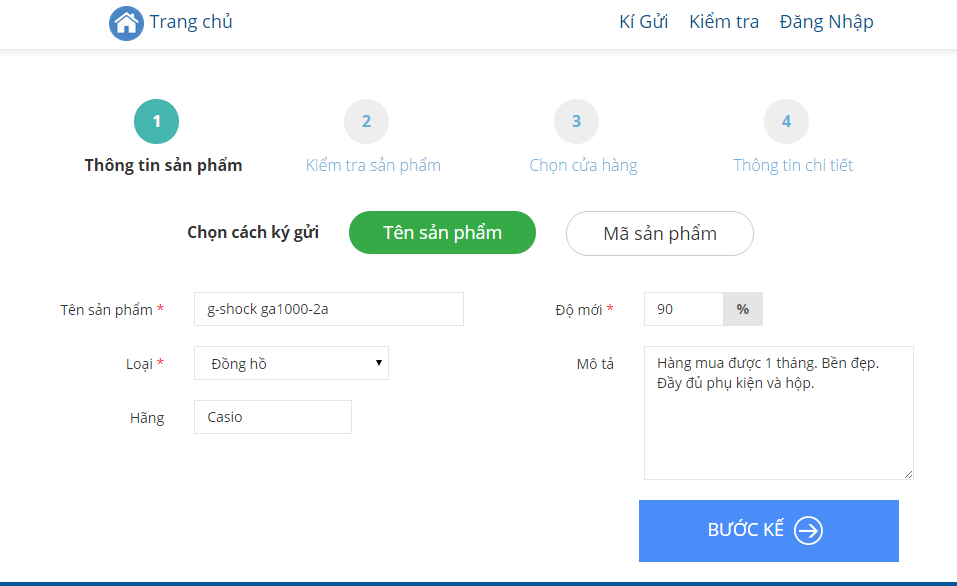 Trang chủ
Kí Gửi Kiểm tra Đăng Nhập
1 2 3 4
Thông tin sản phẩm Kiểm tra sản phẩm Chọn cửa hàng Thông tin chi tiết
Chọn cách ký gửi Tên sản phẩm Mã sản phẩm
Tên sản phẩm * g-shock ga1000-2a
Độ mới * 90 %
Loại * Đồng hồ
Mô tả Hàng mua được 1 tháng. Bền đẹp.
Đầy đủ phụ kiện và hộp.
Hãng Casio
BƯỚC KẾ